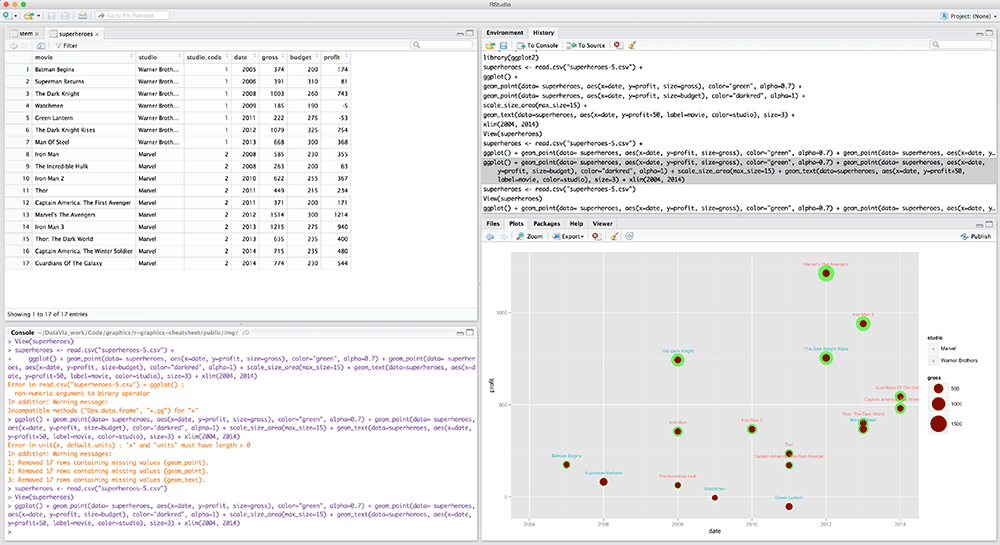 RStudio
Go to file/function
Project: (None)
stem
superheroes
Filter
movie studio studio_code date gross budget profit
1 Batman Begins Warner Broth... 1 2005 374 200 174
2 Superman Returns Warner Broth... 1 2006 391 310 81
3 The Dark Knight Warner Broth... 1 2008 1003 260 743
4 Watchmen Warner Broth... 1 2009 185 190 -5
5 Green Lantern Warner Broth... 1 2011 222 275 -53
6 The Dark Knight Rises Warner Broth... 1 2012 1079 325 754
7 Man Of Steel Warner Broth... 1 2013 668 300 368
8 Iron Man Marvel 2 2008 585 230 355
9 The Incredible Hulk Marvel 2 2008 263 200 63
10 Iron Man 2 Marvel 2 2010 622 255 367
11 Thor Marvel 2 2011 449 215 234
12 Captain America: The First Avenger Marvel 2 2011 371 200 171
13 Marvel's The Avengers Marvel 2 2012 1514 300 1214
14 Iron Man 3 Marvel 2 2013 1215 275 940
15 Thor: The Dark World Marvel 2 2013 635 235 400
16 Captain America: The Winter Soldier Marvel 2 2014 715 235 480
17 Guardians Of The Galaxy Marvel 2 2014 774 230 544
Showing 1 to 17 of 17 entries
Console ~/DataViz_work/Code/graphics/r-graphics-cheatsheet/public/img/
> View(superheroes)
> superheroes <- read.csv("superheroes-5.csv") +
+ ggplot() + geom_point(data= superheroes, aes(x=date, y=profit, size=gross), color="green", alpha=0.7) + geom_point(data= superhero
es, aes(x=date, y=profit, size=budget), color="darkred", alpha=1) + scale_size_area(max_size=15) + geom_text(data=superheroes, aes(x=da
te, y=profit+50, label=movie, color=studio), size=3) + xlim(2004, 2014)
Error in read.csv("superheroes-5.csv") + ggplot() :
non-numeric argument to binary operator
In addition: Warning message:
Incompatible methods ("Ops.data.frame", "+.gg") for "+"
> ggplot() + geom_point(data= superheroes, aes(x=date, y=profit, size=gross), color="green", alpha=0.7) + geom_point(data= superheroes,
aes(x=date, y=profit, size=budget), color="darkred", alpha=1) + scale_size_area(max_size=15) + geom_text(data=superheroes, aes(x=date,
y=profit+50, label=movie, color=studio), size=3) + xlim(2004, 2014)
Error in unit(x, default.units) : 'x' and 'units' must have length > 0
In addition: Warning messages:
1: Removed 17 rows containing missing values (geom_point).
2: Removed 17 rows containing missing values (geom_point).
3: Removed 17 rows containing missing values (geom_text).
> superheroes <- read.csv("superheroes-5.csv")
> View(superheroes)
> ggplot() + geom_point(data= superheroes, aes(x=date, y=profit, size=gross), color="green", alpha=0.7) + geom_point(data= superheroes,
aes(x=date, y=profit, size=budget), color="darkred", alpha=1) + scale_size_area(max_size=15) + geom_text(data=superheroes, aes(x=date,
y=profit+50, label=movie, color=studio), size=3) + xlim(2004, 2014)
>
Environment History
To Console To Source
library(ggplot2)
superheroes <- read.csv("superheroes-5.csv") +
ggplot() +
geom_point(data= superheroes, aes(x=date, y=profit, size=gross), color="green", alpha=0.7) +
geom_point(data= superheroes, aes(x=date, y=profit, size=budget), color="darkred", alpha=1) +
scale_size_area(max_size=15) +
geom_text(data=superheroes, aes(x=date, y=profit+50, label=movie, color=studio), size=3) +
xlim(2004, 2014)
View(superheroes)
superheroes <- read.csv("superheroes-5.csv") +
ggplot() + geom_point(data= superheroes, aes(x=date, y=profit, size=gross), color="green", alpha=0.7) + geom_point(data= superheroes, aes(x=date, y...
ggplot() + geom_point(data= superheroes, aes(x=date, y=profit, size=gross), color="green", alpha=0.7) + geom_point(data= superheroes, aes(x=date,
y=profit, size=budget), color="darkred", alpha=1) + scale_size_area(max_size=15) + geom_text(data=superheroes, aes(x=date, y=profit+50,
label=movie, color=studio), size=3) + xlim(2004, 2014)
superheroes <- read.csv("superheroes-5.csv")
View(superheroes)
ggplot() + geom_point(data= superheroes, aes(x=date, y=profit, size=gross), color="green", alpha=0.7) + geom_point(data= superheroes, aes(x=date, y...
Files Plots Packages Help Viewer
Zoom Export Publish
Marvel's The Avengers
1000
Iron Man 3
The Dark Knight
The Dark Knight Rises
profit
500
Guardians Of The Gala
Captain America:
Thor: The Dark World
Iron Man
Iron Man 2
Thor
Captain America: The First Avenger
Batman Begins
Superman Returns
The Incredible Hulk
Watchmen
0
Green Lantern
2004 2006 2008 2010 2012 2014
date
studio
Marvel
Warner Brothers
gross
500
1000
1500